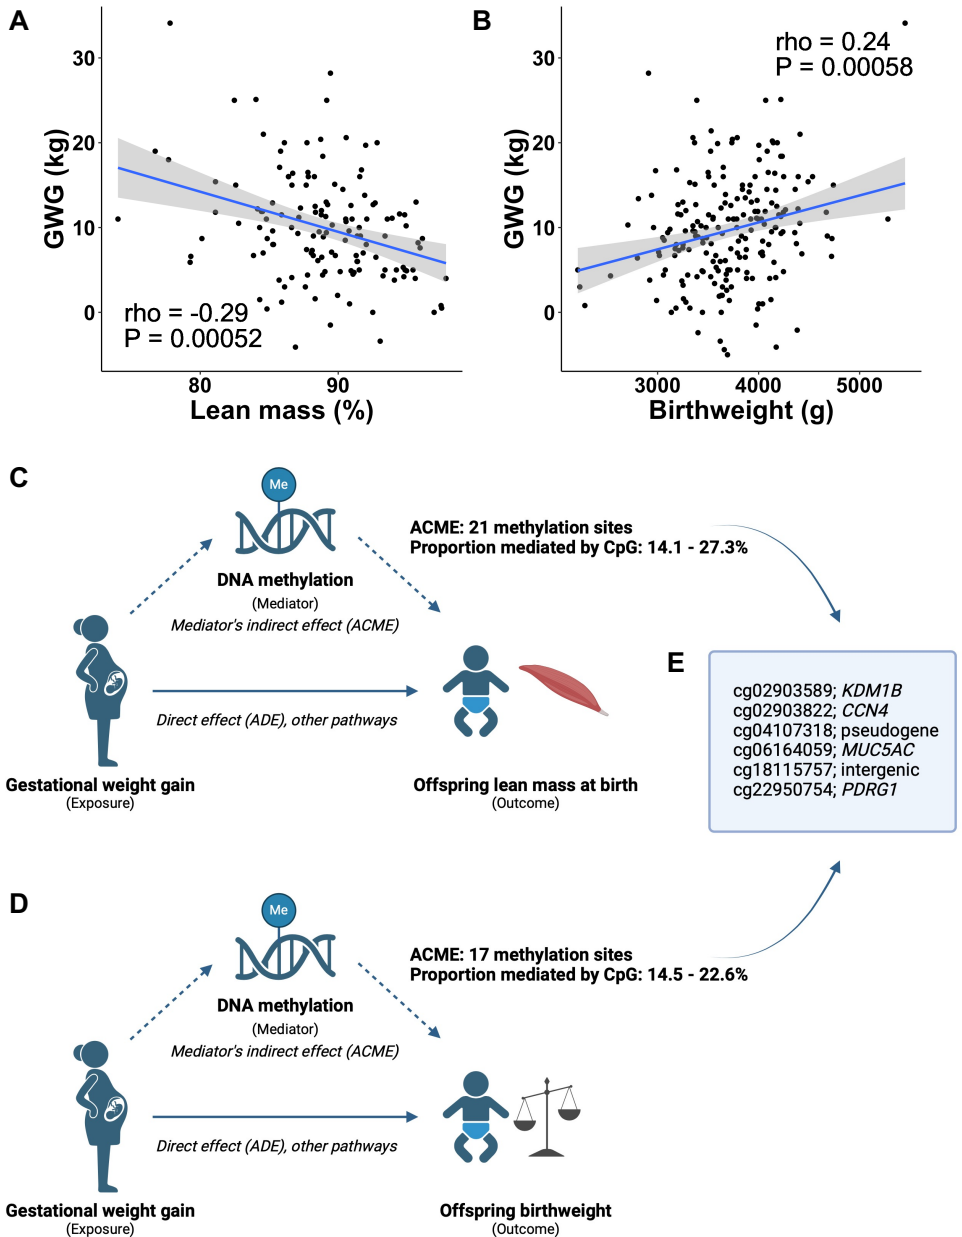 A
GWG (kg)
30
20
10
0
rho = -0.29
P = 0.00052
80
90
Lean mass (%)
B
GWG (kg)
30
20
10
0
rho = 0.24
P = 0.00058
3000
4000
5000
Birthweight (g)
C
Me
DNA methylation
(Mediator)
Mediator's indirect effect (ACME)
ACME: 21 methylation sites
Proportion mediated by CpG: 14.1 - 27.3%
Direct effect (ADE), other pathways
Gestational weight gain
(Exposure)
Offspring lean mass at birth
(Outcome)
E
cg02903589; KDM1B
cg02903822; CCN4
cg04107318; pseudogene
cg06164059; MUC5AC
cg18115757; intergenic
cg22950754; PDRG1
D
Me
DNA methylation
(Mediator)
Mediator's indirect effect (ACME)
ACME: 17 methylation sites
Proportion mediated by CpG: 14.5 - 22.6%
Direct effect (ADE), other pathways
Gestational weight gain
(Exposure)
Offspring birthweight
(Outcome)